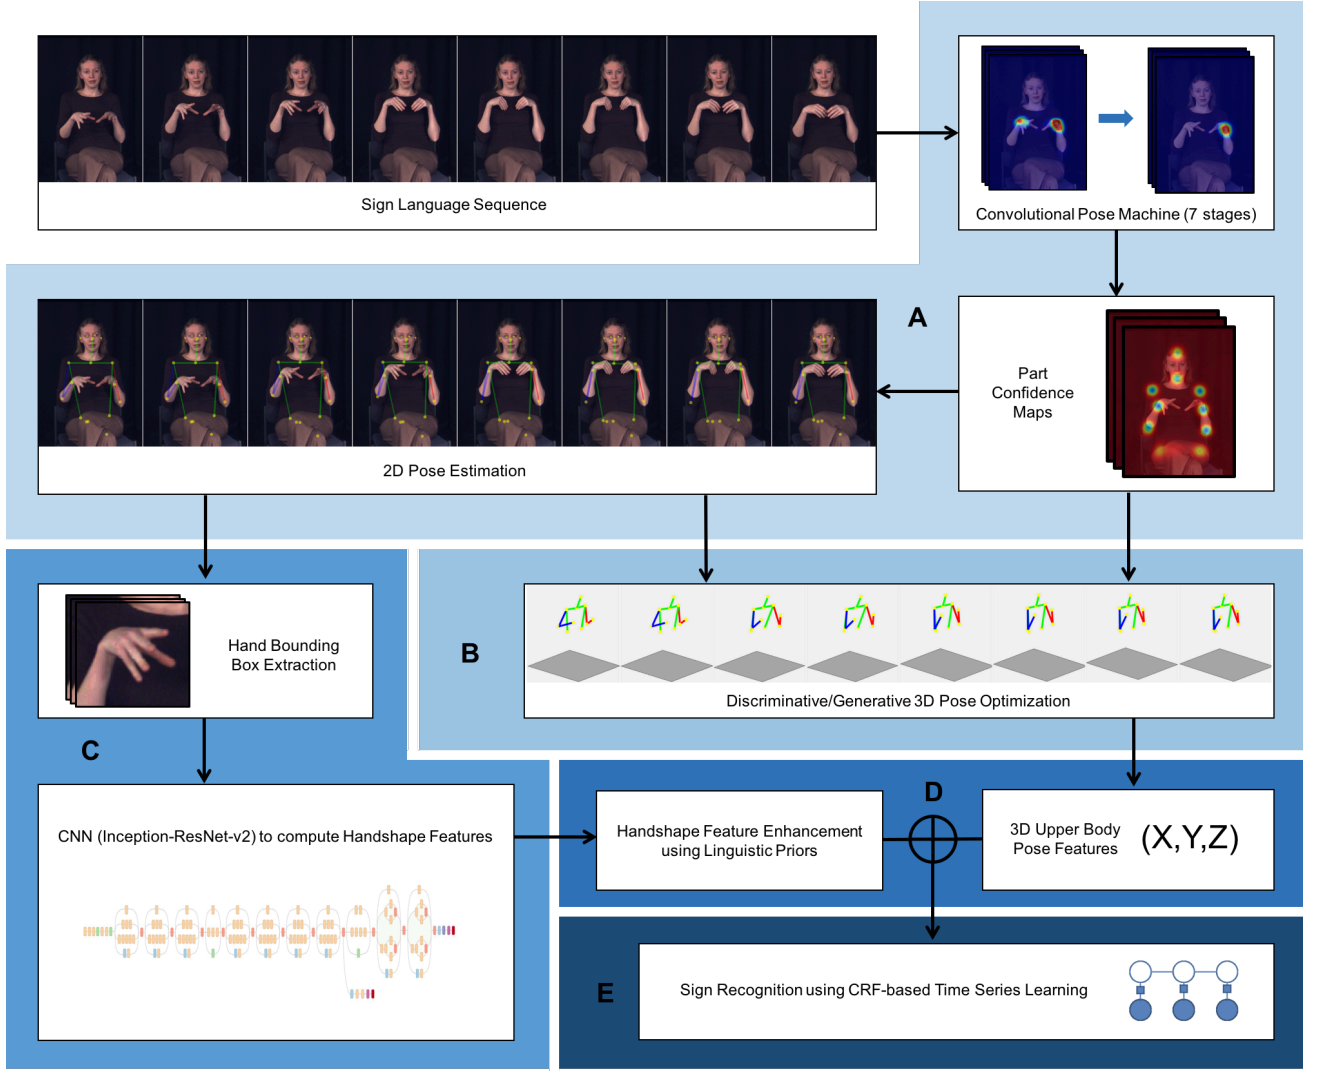 Sign Language Sequence
Convolutional Pose Machine (7 stages)
A
Part
Confidence
Maps
2D Pose Estimation
Hand Bounding
Box Extraction
B
Discriminative/Generative 3D Pose Optimization
C
CNN (Inception-ResNet-v2) to compute Handshape Features
D
Handshape Feature Enhancement
using Linguistic Priors
3D Upper Body
Pose Features
(X,Y,Z)
E
Sign Recognition using CRF-based Time Series Learning